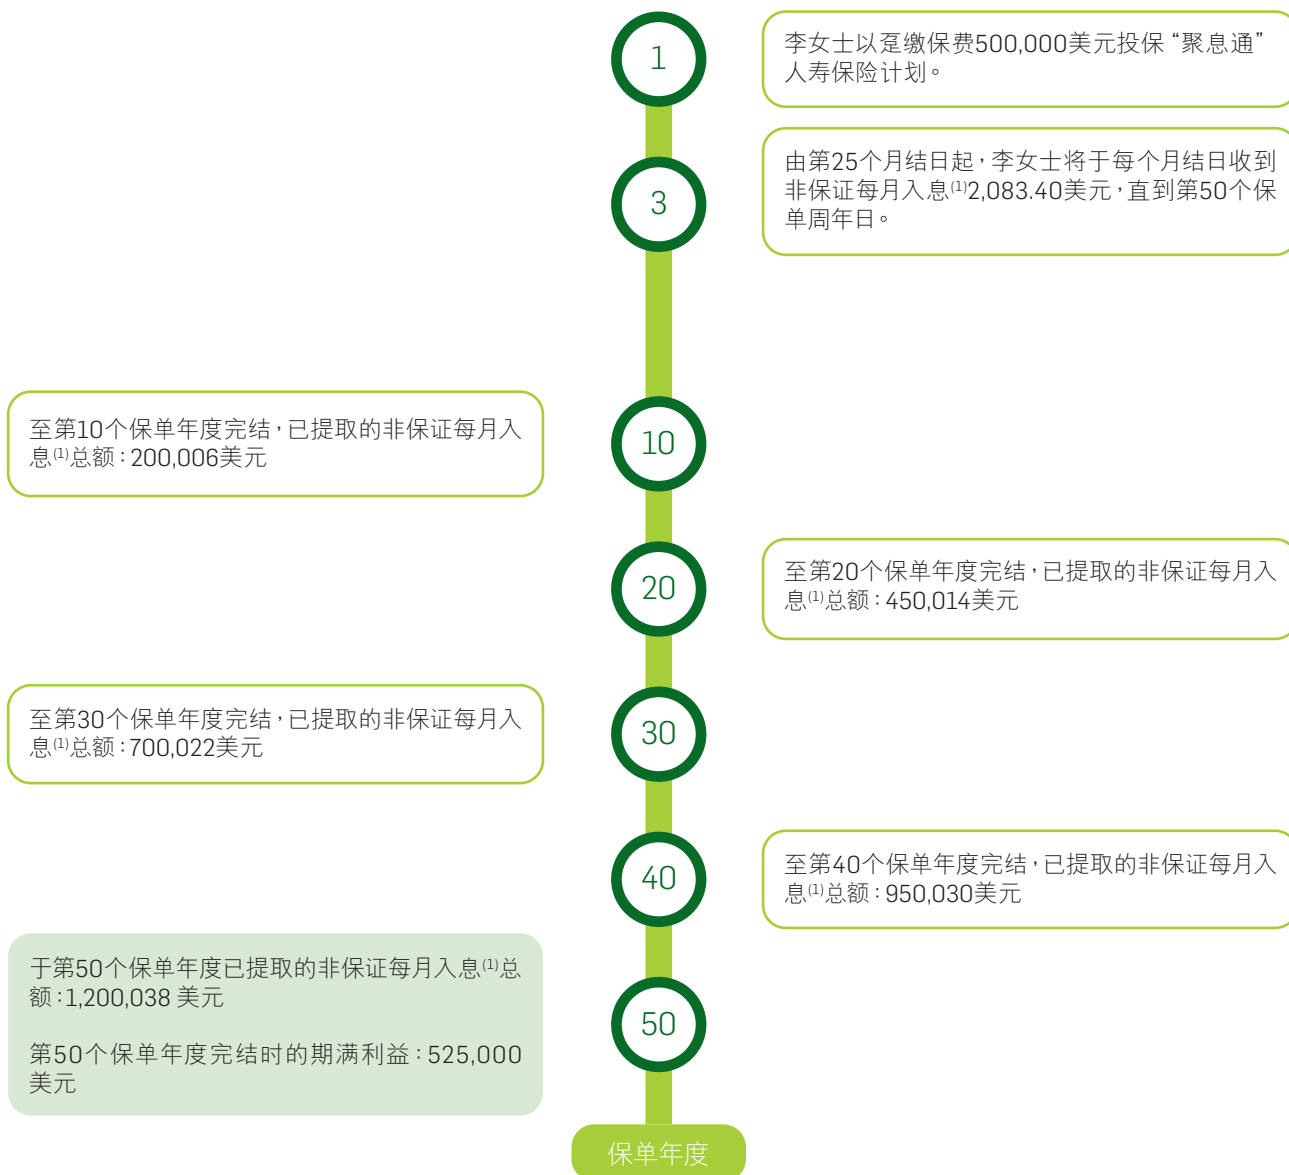 1
李女士以趸缴保费500,000美元投保“聚息通”
人寿保险计划。
3
由第25个月结日起，李女士将于每个月结日收到
非保证每月入息⁽¹⁾2,083.40美元，直到第50个保
单周年日。
10
至第10个保单年度完结，已提取的非保证每月入
息⁽¹⁾总额：200,006美元
20
至第20个保单年度完结，已提取的非保证每月入
息⁽¹⁾总额：450,014美元
30
至第30个保单年度完结，已提取的非保证每月入
息⁽¹⁾总额：700,022美元
40
至第40个保单年度完结，已提取的非保证每月入
息⁽¹⁾总额：950,030美元
50
于第50个保单年度已提取的非保证每月入息⁽¹⁾总
额：1,200,038 美元
第50个保单年度完结时的期满利益：525,000
美元
保单年度